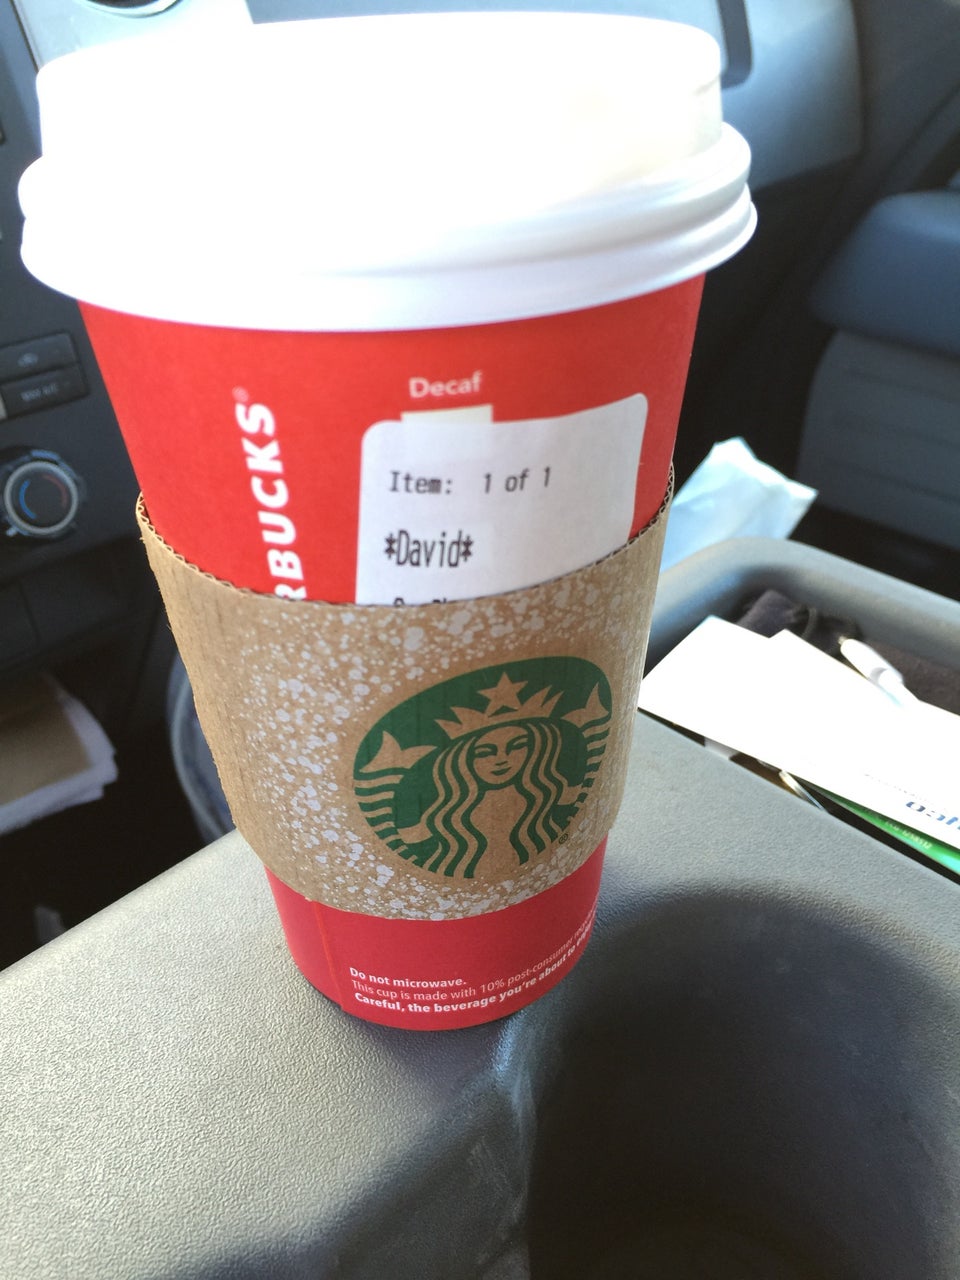 Decaf
Item: 1 of 1
*David*
RBUCKS®
Do not microwave.
This cup is made with 10% post-consumer
Careful, the beverage you're about to